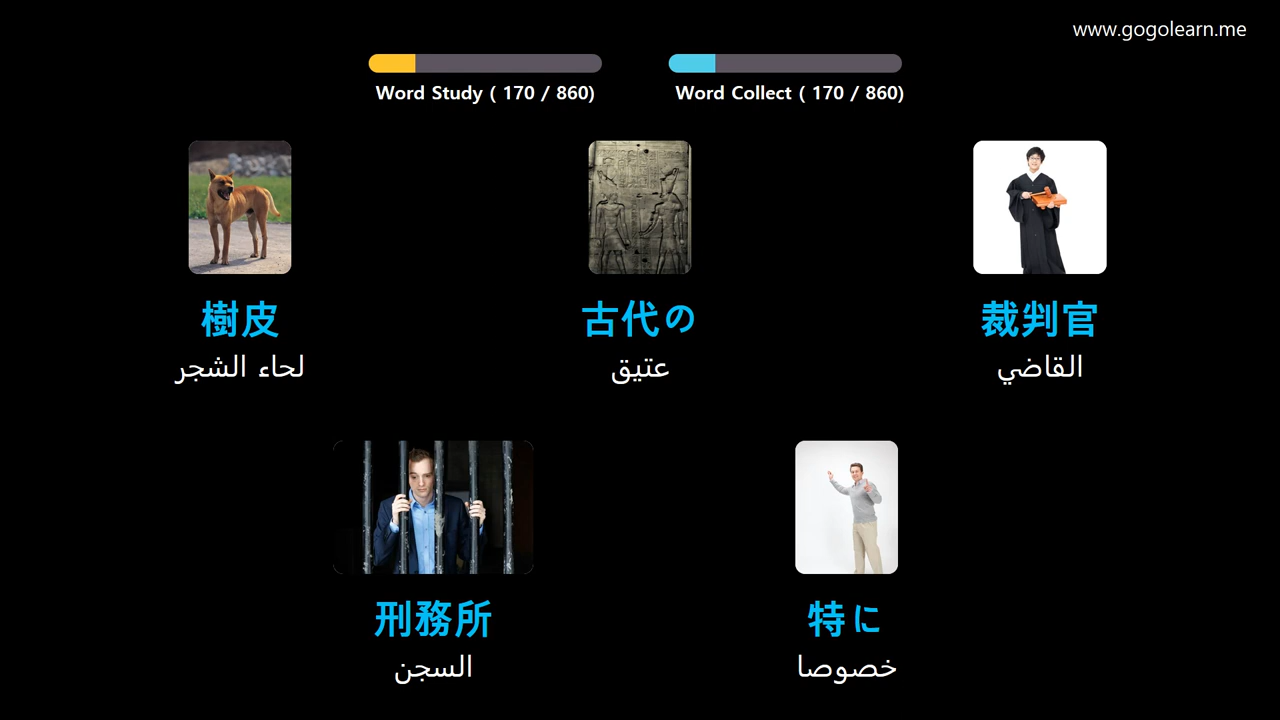 www.gogolearn.me
Word Study ( 170 / 860)
Word Collect ( 170 / 860)
樹皮
لحاء الشجر
古代の
عتيق
裁判官
القاضي
刑務所
السجن
特に
خصوصا